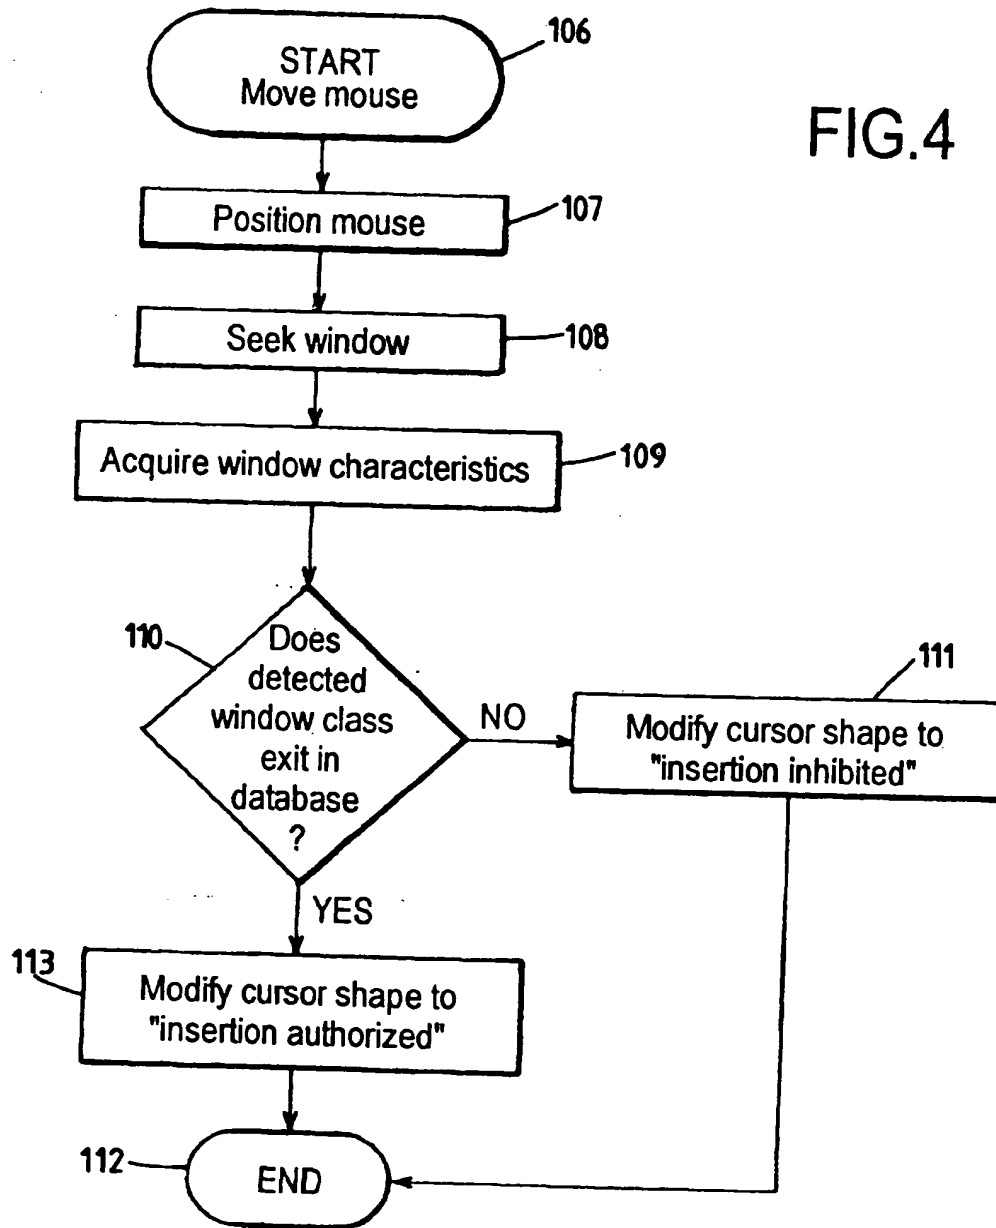 106
START
Move mouse
FIG.4
Position mouse
107
Seek window
108
Acquire window characteristics
109
110
Does
detected
window class
exit in
database
?
NO
111
Modify cursor shape to
"insertion inhibited"
YES
113
Modify cursor shape to
"insertion authorized"
112
END